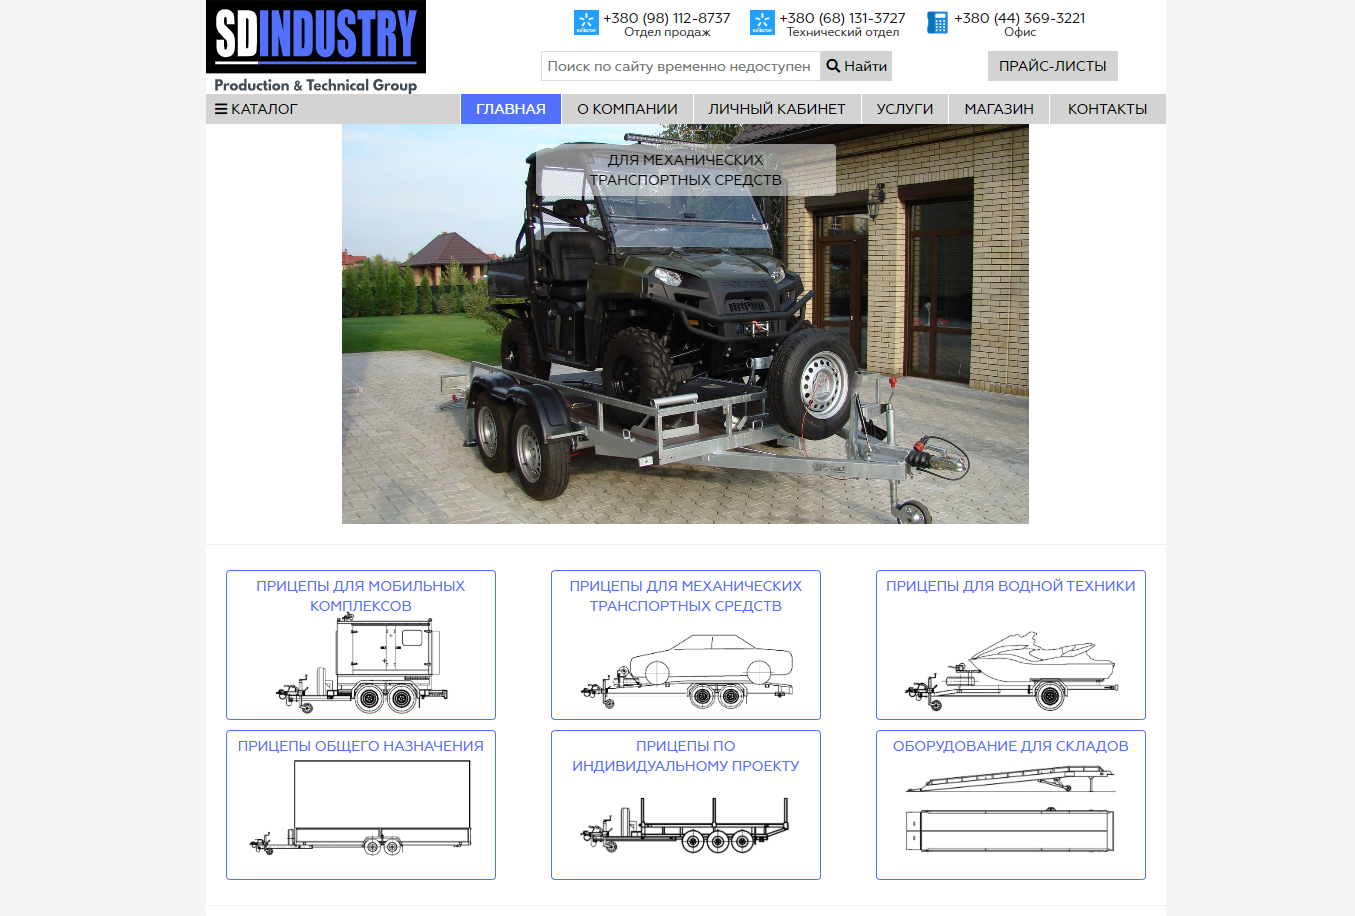 SDINDUSTRY
Production & Technical Group
+380 (98) 112-8737
Отдел продаж
+380 (68) 131-3727
Технический отдел
+380 (44) 369-3221
Офис
Поиск по сайту временно недоступен
Найти
ПРАЙС-ЛИСТЫ
КАТАЛОГ
ГЛАВНАЯ
О КОМПАНИИ
ЛИЧНЫЙ КАБИНЕТ
УСЛУГИ
МАГАЗИН
КОНТАКТЫ
ДЛЯ МЕХАНИЧЕСКИХ
ТРАНСПОРТНЫХ СРЕДСТВ
POLARIS
ПРИЦЕПЫ ДЛЯ МОБИЛЬНЫХ
КОМПЛЕКСОВ
ПРИЦЕПЫ ДЛЯ МЕХАНИЧЕСКИХ
ТРАНСПОРТНЫХ СРЕДСТВ
ПРИЦЕПЫ ДЛЯ ВОДНОЙ ТЕХНИКИ
ПРИЦЕПЫ ОБЩЕГО НАЗНАЧЕНИЯ
ПРИЦЕПЫ ПО
ИНДИВИДУАЛЬНОМУ ПРОЕКТУ
ОБОРУДОВАНИЕ ДЛЯ СКЛАДОВ